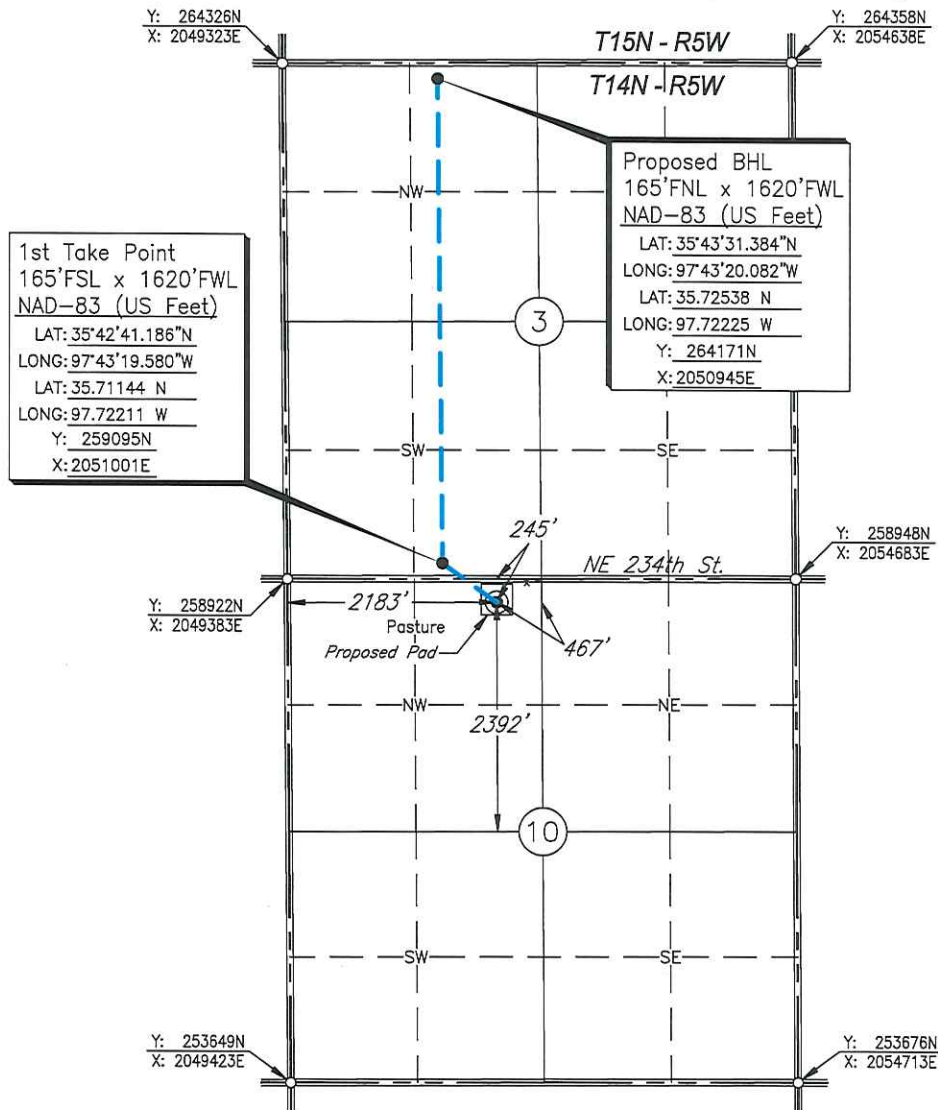 Y: 264326N
X: 2049323E
Y: 264358N
X: 2054638E
T15N - R5W
T14N - R5W
Proposed BHL
165'FNL x 1620'FWL
NAD-83 (US Feet)
LAT: 35°43'31.384"N
LONG: 97°43'20.082"W
LAT: 35.72538 N
LONG: 97.72225 W
Y: 264171N
X: 2050945E
NW
1st Take Point
165'FSL x 1620'FWL
NAD-83 (US Feet)
LAT: 35°42'41.186"N
LONG: 97°43'19.580"W
LAT: 35.71144 N
LONG: 97.72211 W
Y: 259095N
X: 2051001E
3
SW
SE
245'
NE 234th St.
Y: 258948N
X: 2054683E
Y: 258922N
X: 2049383E
2183'
Pasture
Proposed Pad
467'
NW
NE
2392'
10
SW
SE
Y: 253649N
X: 2049423E
Y: 253676N
X: 2054713E